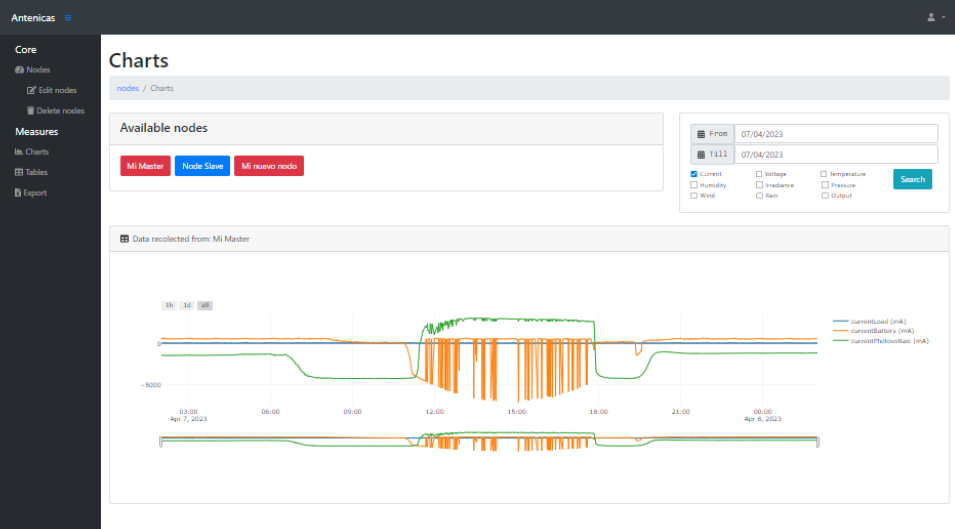 Antenicas
Core
Nodes
Edit nodes
Delete nodes
Measures
Charts
Tables
Export
Charts
nodes / Charts
Available nodes
Mi Master Node Slave Mi nuevo nodo
From 07/04/2023
Till 07/04/2023
Current Voltage Temperature
Humidity Irradiance Pressure
Wind Rain Output
Search
Data recolected from: Mi Master
1h 1d all
currentLoad (mA)
currentBattery (mA)
currentPhotovoltaic (mA)
0
−5000
03:00 06:00 09:00 12:00 15:00 18:00 21:00 00:00
Apr 7, 2023 Apr 8, 2023